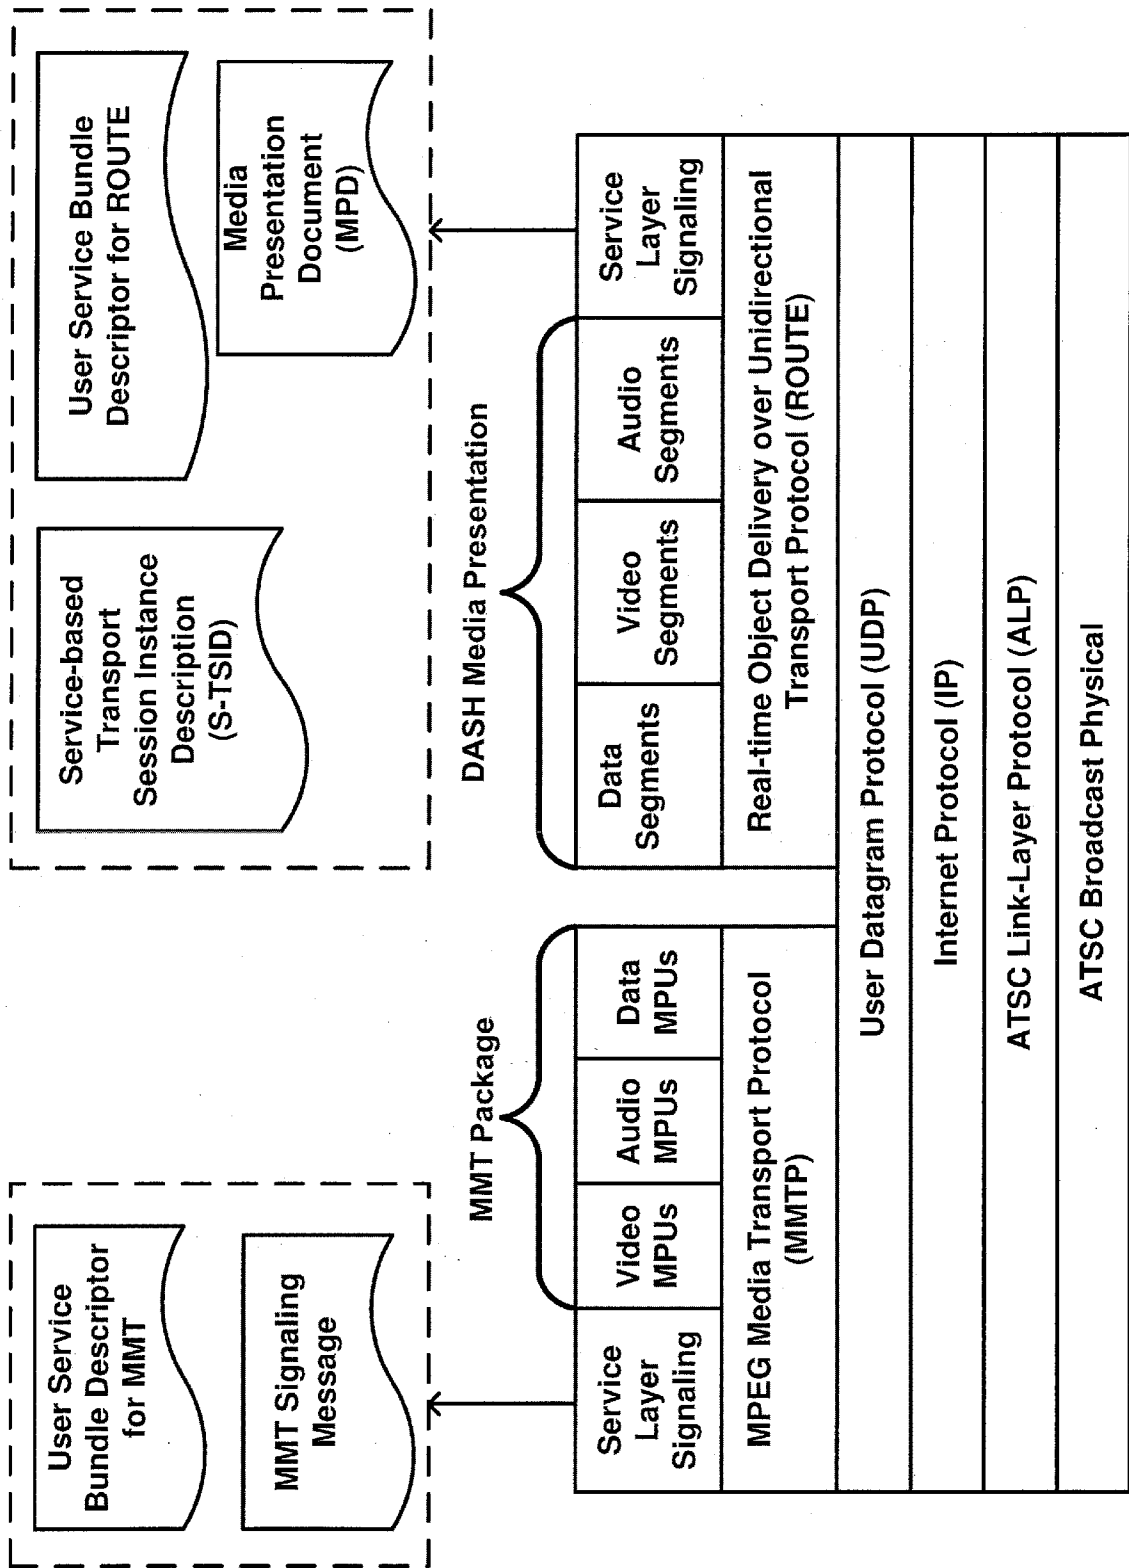 User Service
Bundle Descriptor
for MMT
MMT Signaling
Message
Service-based
Transport
Session Instance
Description
(S-TSID)
User Service Bundle
Descriptor for ROUTE
Media
Presentation
Document
(MPD)
MMT Package
DASH Media Presentation
Service
Layer
Signaling
Video
MPUs
Audio
MPUs
Data
MPUs
Data
Segments
Video
Segments
Audio
Segments
Service
Layer
Signaling
MPEG Media Transport Protocol
(MMTP)
Real-time Object Delivery over Unidirectional
Transport Protocol (ROUTE)
User Datagram Protocol (UDP)
Internet Protocol (IP)
ATSC Link-Layer Protocol (ALP)
ATSC Broadcast Physical